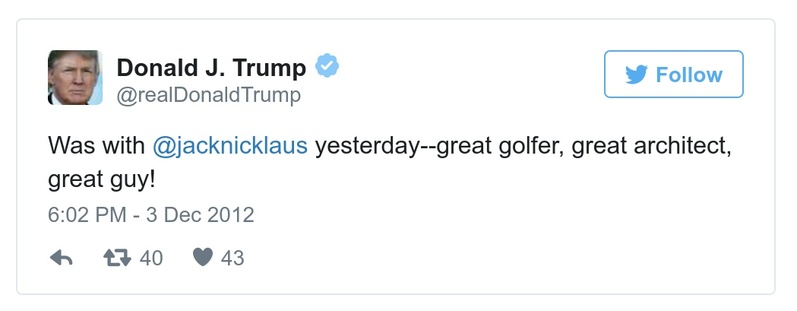 Donald J. Trump
@realDonaldTrump
Follow
Was with @jacknicklaus yesterday--great golfer, great architect,
great guy!
6:02 PM - 3 Dec 2012
40 43